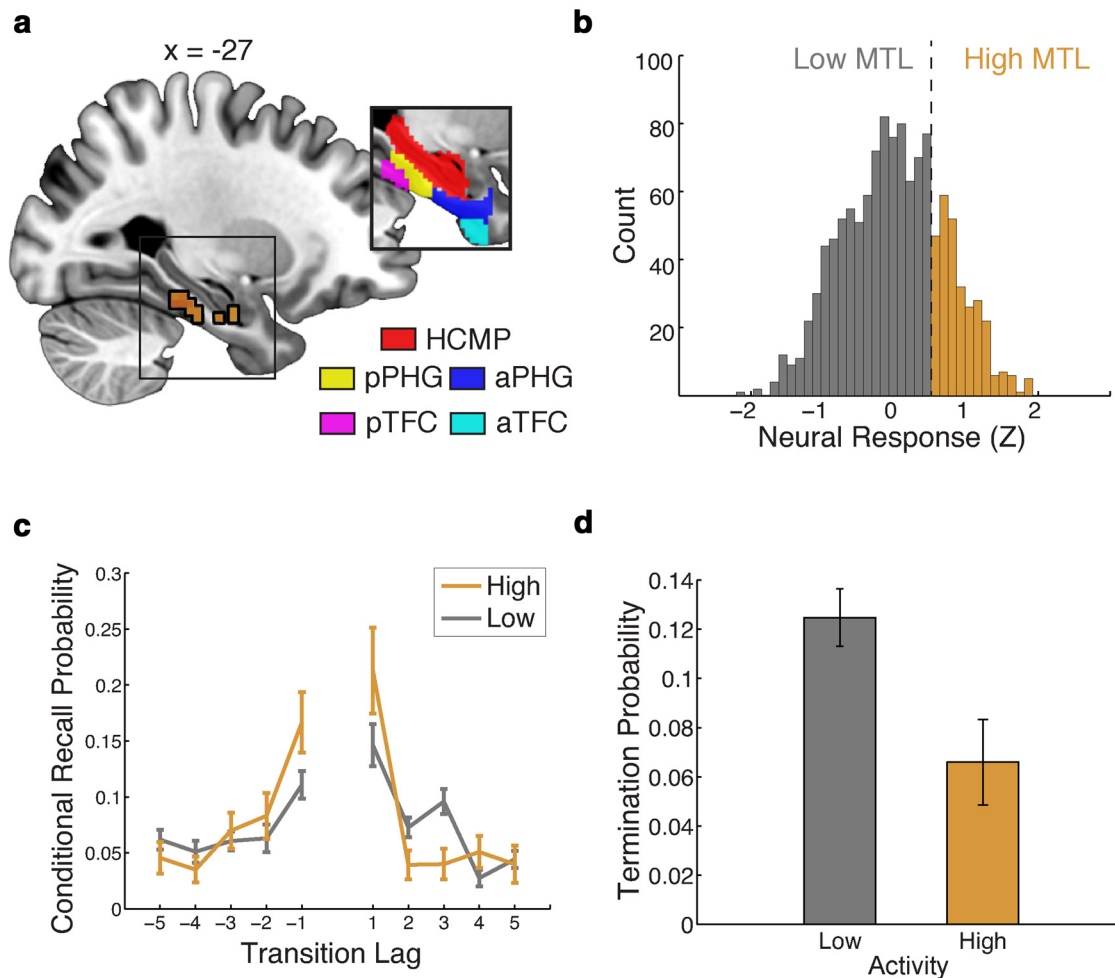 a
x = -27
HCMP
pPHG
aPHG
pTFC
aTFC
b
Low MTL
High MTL
100
80
60
40
20
Count
−2
−1
0
1
2
Neural Response (Z)
c
High
Low
0.3
0.25
0.2
0.15
0.1
0.05
0
Conditional Recall Probability
−5
−4
−3
−2
−1
1
2
3
4
5
Transition Lag
d
0.14
0.12
0.1
0.08
0.06
0.04
0.02
0
Termination Probability
Low
High
Activity